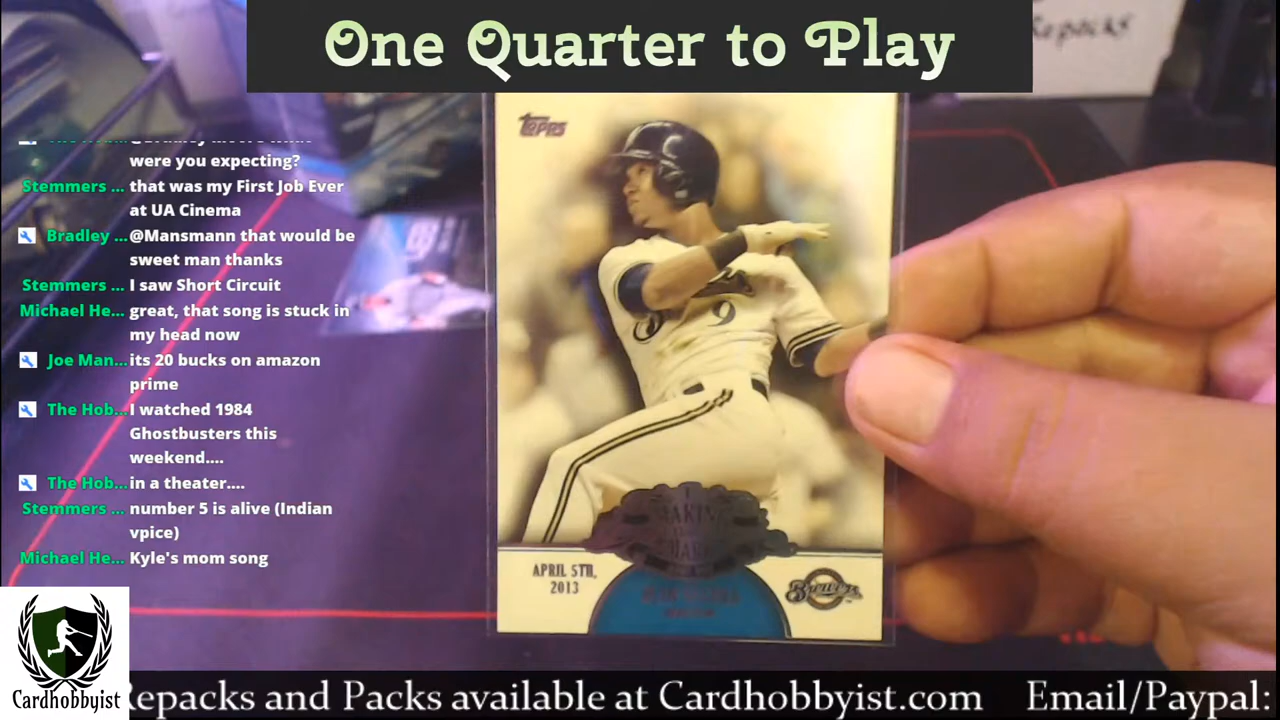 One Quarter to Play
Repacks
were you expecting?
Stemmers ... that was my First Job Ever
at UA Cinema
Bradley ... @Mansmann that would be
sweet man thanks
Stemmers ... I saw Short Circuit
Michael He... great, that song is stuck in
my head now
Joe Man... its 20 bucks on amazon
prime
The Hob... I watched 1984
Ghostbusters this
weekend....
The Hob... in a theater....
Stemmers ... number 5 is alive (Indian
vpice)
Michael He... Kyle's mom song
TOPPS
9
MAKING
APRIL 5TH,
2013
Brewers
Cardhobbyist
Repacks and Packs available at Cardhobbyist.com Email/Paypal: